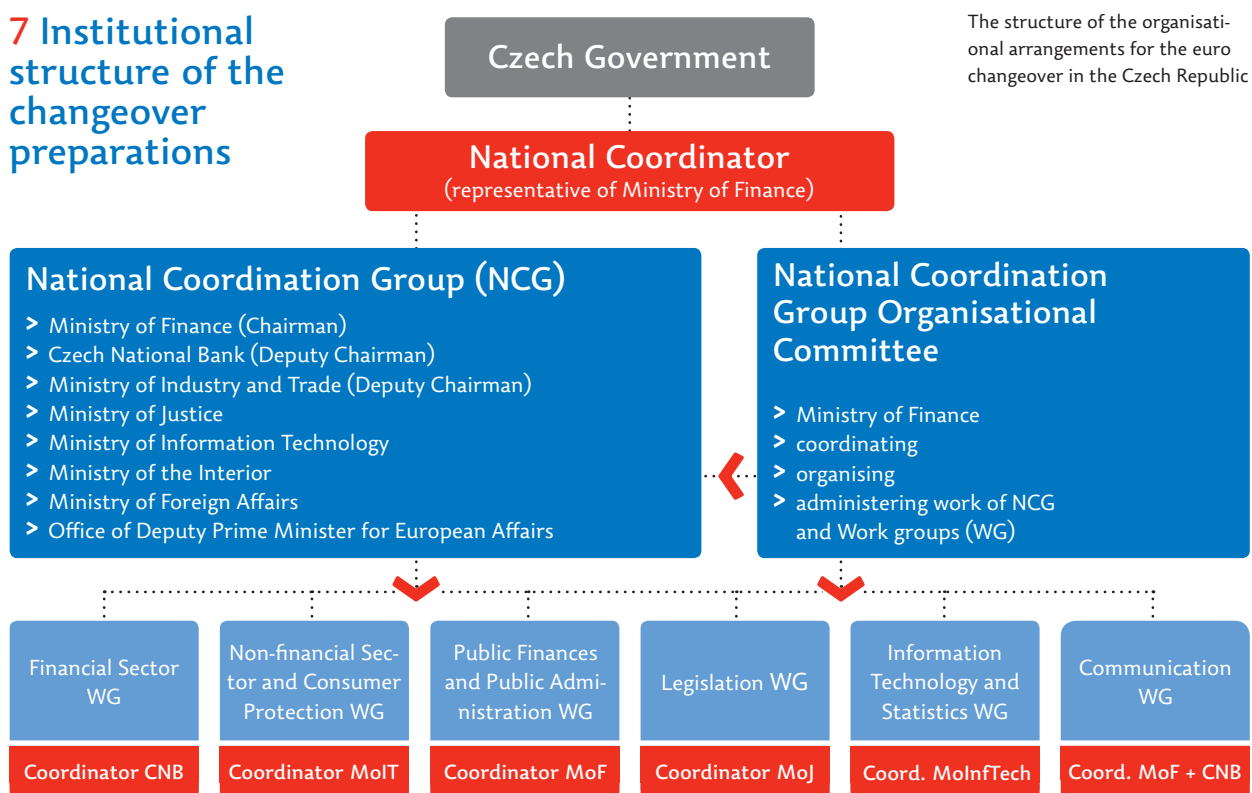 7 Institutional
structure of the
changeover
preparations
Czech Government
The structure of the organisati-
onal arrangements for the euro
changeover in the Czech Republic
National Coordinator
(representative of Ministry of Finance)
National Coordination Group (NCG)
> Ministry of Finance (Chairman)
> Czech National Bank (Deputy Chairman)
> Ministry of Industry and Trade (Deputy Chairman)
> Ministry of Justice
> Ministry of Information Technology
> Ministry of the Interior
> Ministry of Foreign Affairs
> Office of Deputy Prime Minister for European Affairs
National Coordination
Group Organisational
Committee
> Ministry of Finance
> coordinating
> organising
> administering work of NCG
and Work groups (WG)
Financial Sector
WG
Coordinator CNB
Non-financial Sec-
tor and Consumer
Protection WG
Coordinator MoIT
Public Finances
and Public Admi-
nistration WG
Coordinator MoF
Legislation WG
Coordinator MoJ
Information
Technology and
Statistics WG
Coord. MoInfTech
Communication
WG
Coord. MoF + CNB